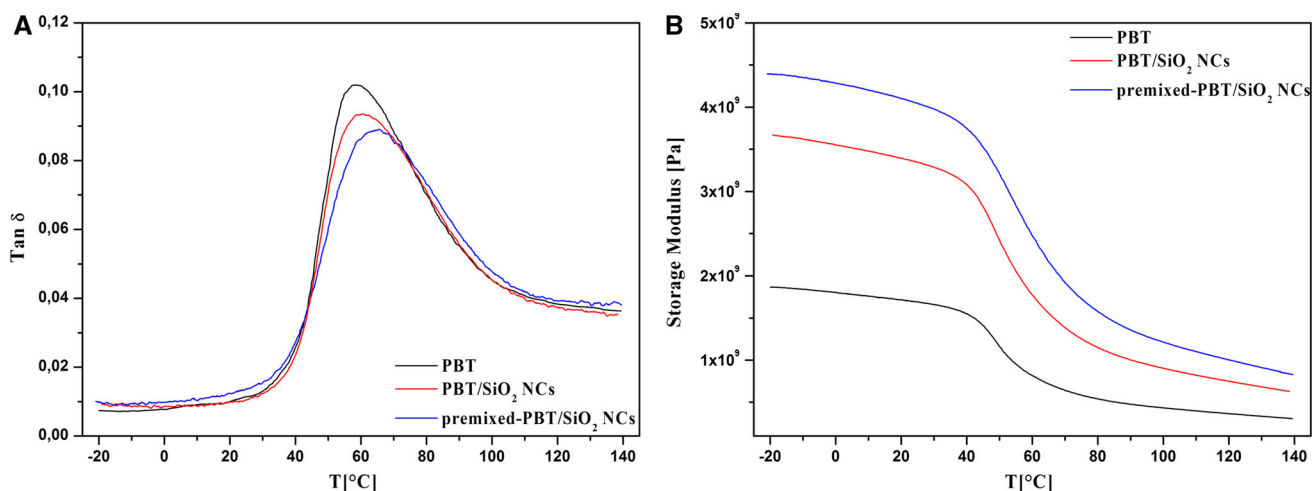 A
0,12
0,10
0,08
0,06
0,04
0,02
0,00
Tan δ
PBT
PBT/SiO₂ NCs
premixed-PBT/SiO₂ NCs
-20 0 20 40 60 80 100 120 140
T[°C]
B
5x10⁹
4x10⁹
3x10⁹
2x10⁹
1x10⁹
Storage Modulus [Pa]
PBT
PBT/SiO₂ NCs
premixed-PBT/SiO₂ NCs
-20 0 20 40 60 80 100 120 140
T[°C]